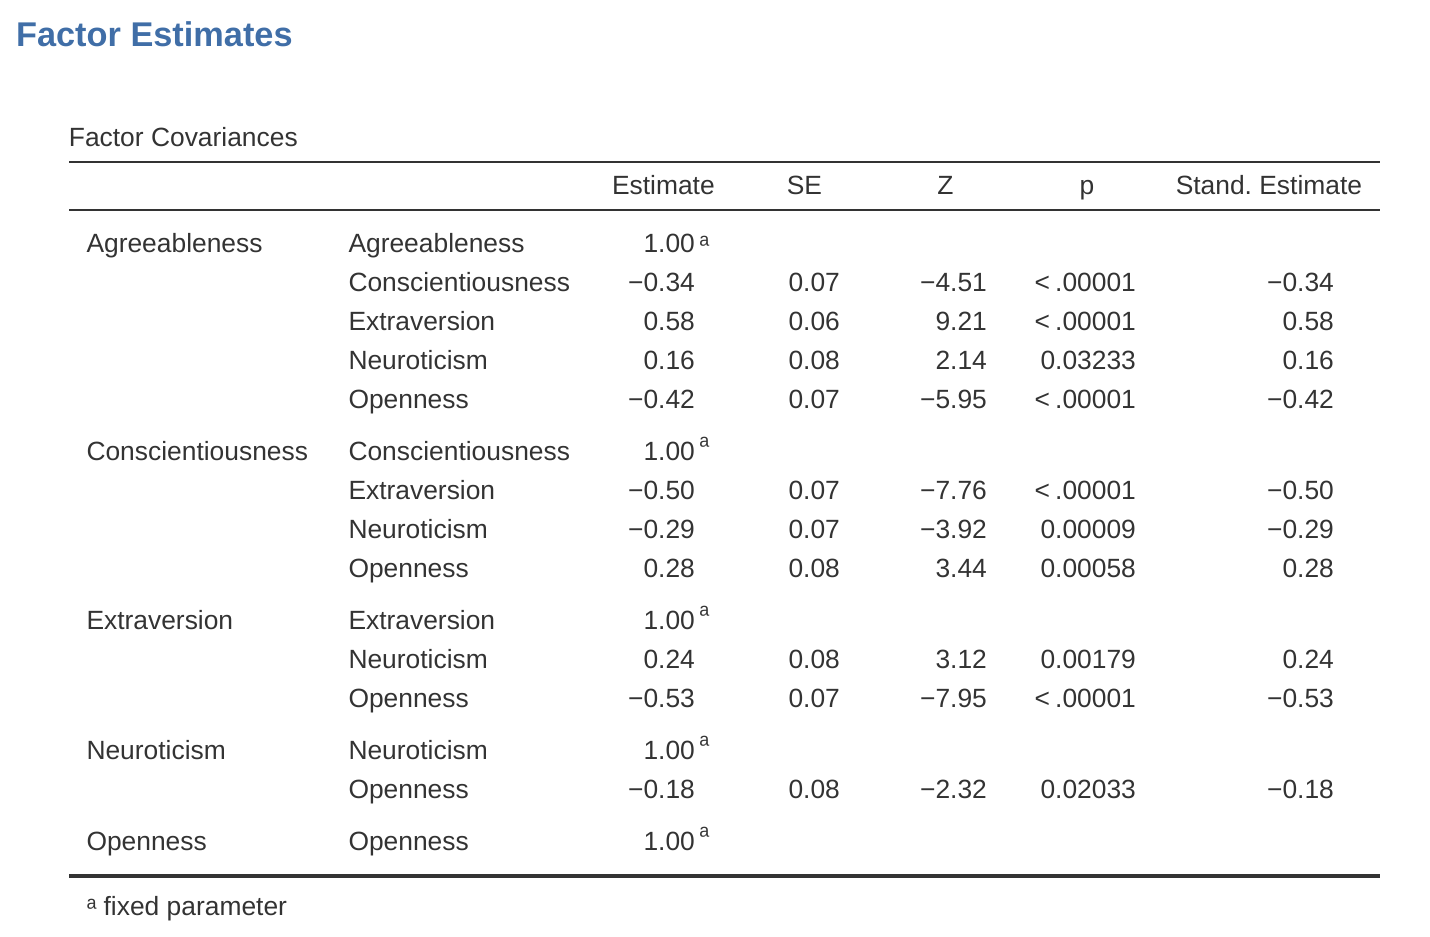 Factor Estimates
Factor Covariances
Estimate SE Z p Stand. Estimate
Agreeableness Agreeableness 1.00 ᵃ
Conscientiousness −0.34 0.07 −4.51 < .00001 −0.34
Extraversion 0.58 0.06 9.21 < .00001 0.58
Neuroticism 0.16 0.08 2.14 0.03233 0.16
Openness −0.42 0.07 −5.95 < .00001 −0.42
Conscientiousness Conscientiousness 1.00 ᵃ
Extraversion −0.50 0.07 −7.76 < .00001 −0.50
Neuroticism −0.29 0.07 −3.92 0.00009 −0.29
Openness 0.28 0.08 3.44 0.00058 0.28
Extraversion Extraversion 1.00 ᵃ
Neuroticism 0.24 0.08 3.12 0.00179 0.24
Openness −0.53 0.07 −7.95 < .00001 −0.53
Neuroticism Neuroticism 1.00 ᵃ
Openness −0.18 0.08 −2.32 0.02033 −0.18
Openness Openness 1.00 ᵃ
ᵃ fixed parameter